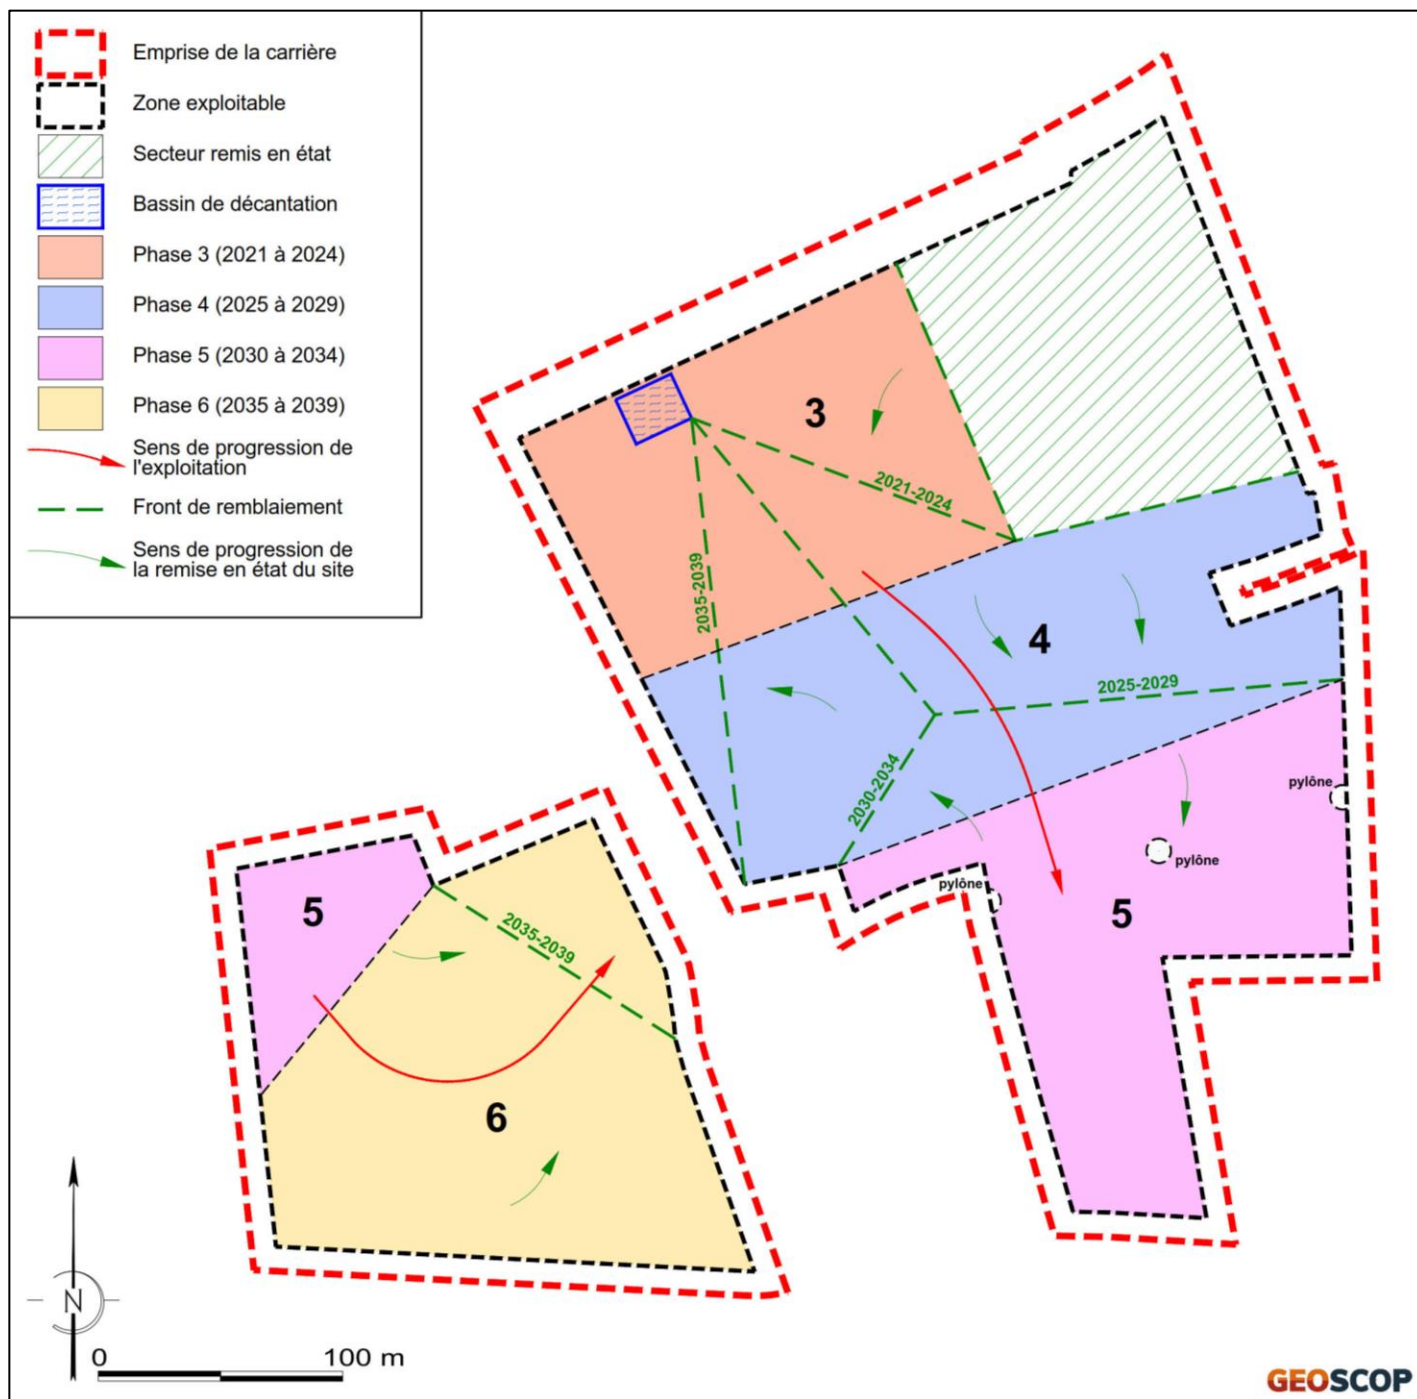 Emprise de la carrière
Zone exploitable
Secteur remis en état
Bassin de décantation
Phase 3 (2021 à 2024)
Phase 4 (2025 à 2029)
Phase 5 (2030 à 2034)
Phase 6 (2035 à 2039)
Sens de progression de
l'exploitation
Front de remblaiement
Sens de progression de
la remise en état du site
3
2021-2024
2035-2039
4
2025-2029
2030-2034
pylône
pylône
pylône
5
5
2035-2039
6
N
0
100 m
GEOSCOP